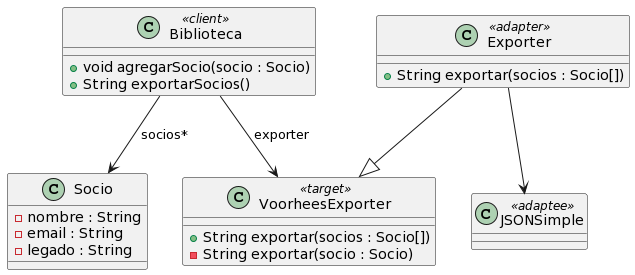 «client»
C Biblioteca
void agregarSocio(socio : Socio)
String exportarSocios()
«adapter»
C Exporter
String exportar(socios : Socio[])
socios*
exporter
C Socio
nombre : String
email : String
legado : String
«target»
C VoorheesExporter
String exportar(socios : Socio[])
String exportar(socio : Socio)
«adaptee»
C JSONSimple